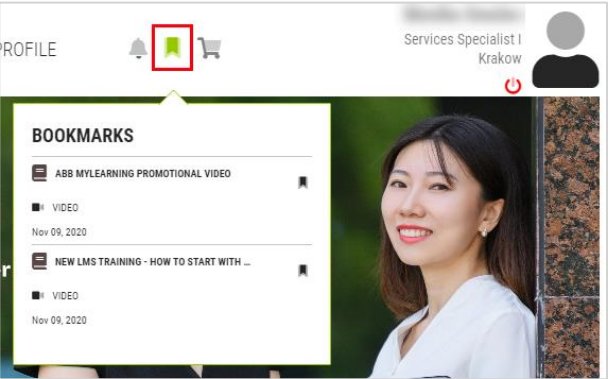 PROFILE
Services Specialist I
Krakow
BOOKMARKS
ABB MYLEARNING PROMOTIONAL VIDEO
VIDEO
Nov 09, 2020
NEW LMS TRAINING - HOW TO START WITH ...
VIDEO
Nov 09, 2020
r